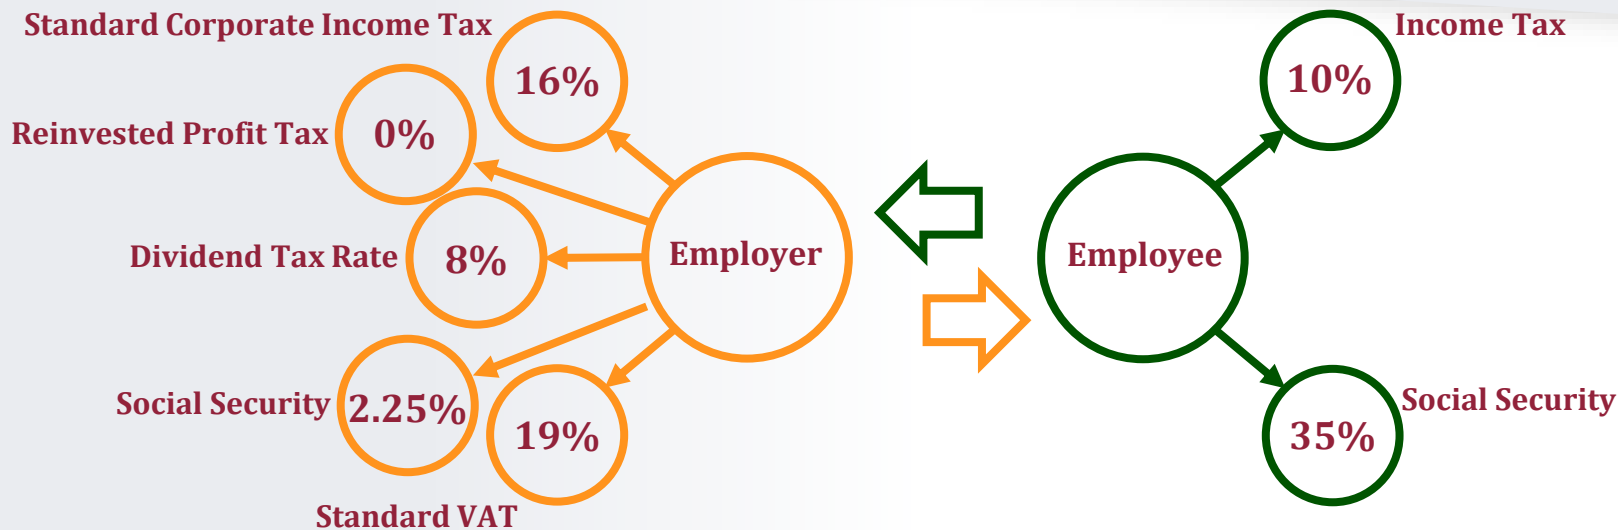 Standard Corporate Income Tax
16%
Reinvested Profit Tax
0%
Dividend Tax Rate
8%
Social Security
2.25%
19%
Standard VAT
Employer
Employee
Income Tax
10%
Social Security
35%